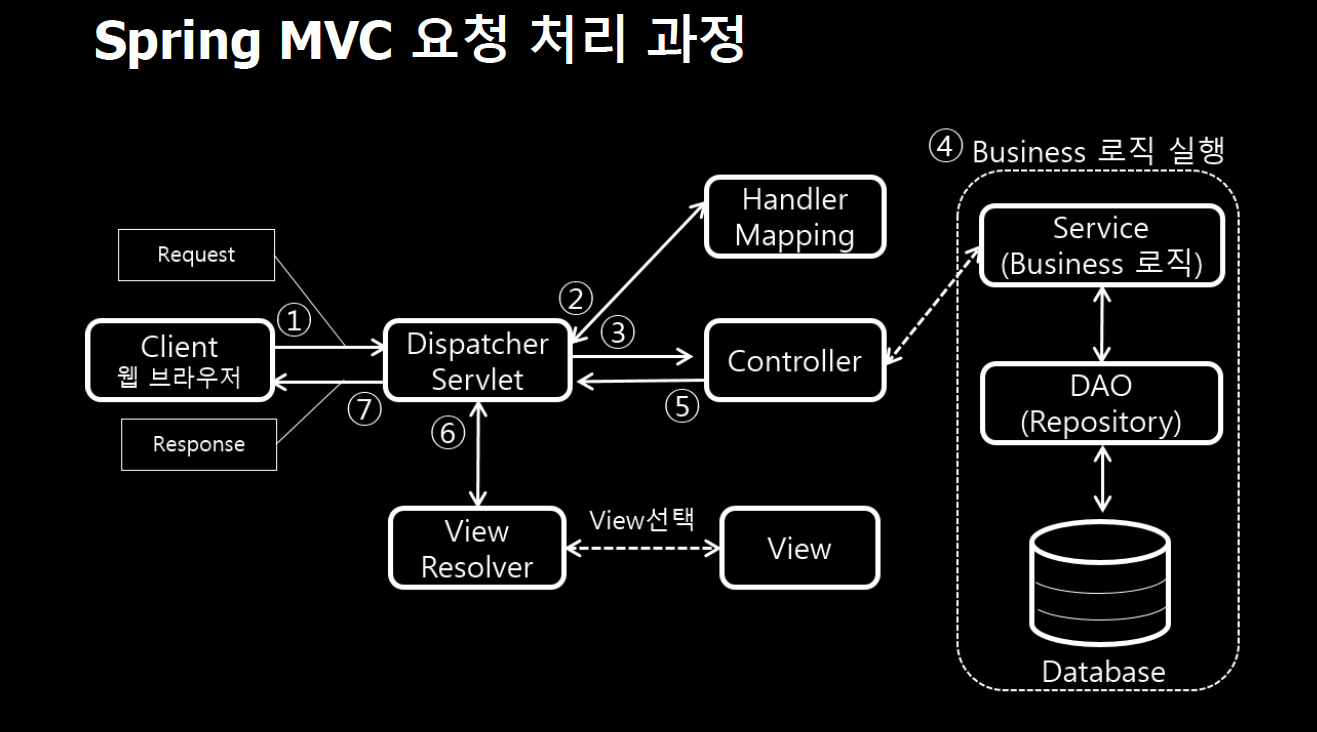 Spring MVC 요청 처리 과정
④ Business 로직 실행
Handler
Mapping
Service
(Business 로직)
Request
①
②
③
Client
웹 브라우저
Dispatcher
Servlet
Controller
DAO
(Repository)
⑦
⑤
⑥
Response
View
Resolver
View선택
View
Database